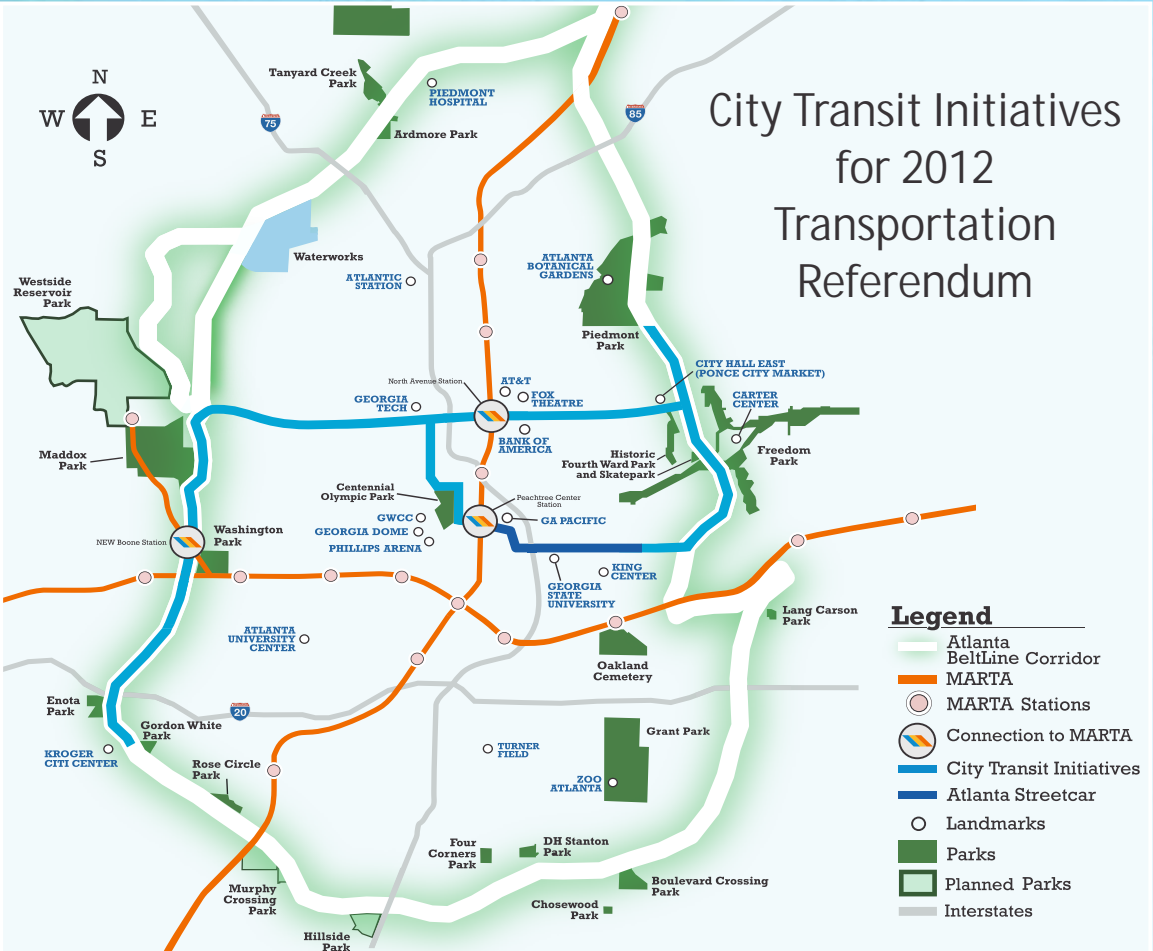 City Transit Initiatives
for 2012
Transportation
Referendum
N
W
E
S
Tanyard Creek
Park
PIEDMONT
HOSPITAL
Ardmore Park
75
85
Waterworks
ATLANTIC
STATION
ATLANTA
BOTANICAL
GARDENS
Westside
Reservoir
Park
Piedmont
Park
CITY HALL EAST
(PONCE CITY MARKET)
North Avenue Station
AT&T
FOX
THEATRE
GEORGIA
TECH
CARTER
CENTER
BANK OF
AMERICA
Maddox
Park
Historic
Fourth Ward Park
and Skatepark
Freedom
Park
Centennial
Olympic Park
Peachtree Center
Station
GWCC
GA PACIFIC
GEORGIA DOME
PHILLIPS ARENA
NEW Boone Station
Washington
Park
KING
CENTER
GEORGIA
STATE
UNIVERSITY
ATLANTA
UNIVERSITY
CENTER
Lang Carson
Park
Oakland
Cemetery
Enota
Park
20
Gordon White
Park
KROGER
CITI CENTER
Rose Circle
Park
TURNER
FIELD
Grant Park
ZOO
ATLANTA
Four
Corners
Park
DH Stanton
Park
Murphy
Crossing
Park
Boulevard Crossing
Park
Chosewood
Park
Hillside
Park
Legend
Atlanta
BeltLine Corridor
MARTA
MARTA Stations
Connection to MARTA
City Transit Initiatives
Atlanta Streetcar
Landmarks
Parks
Planned Parks
Interstates